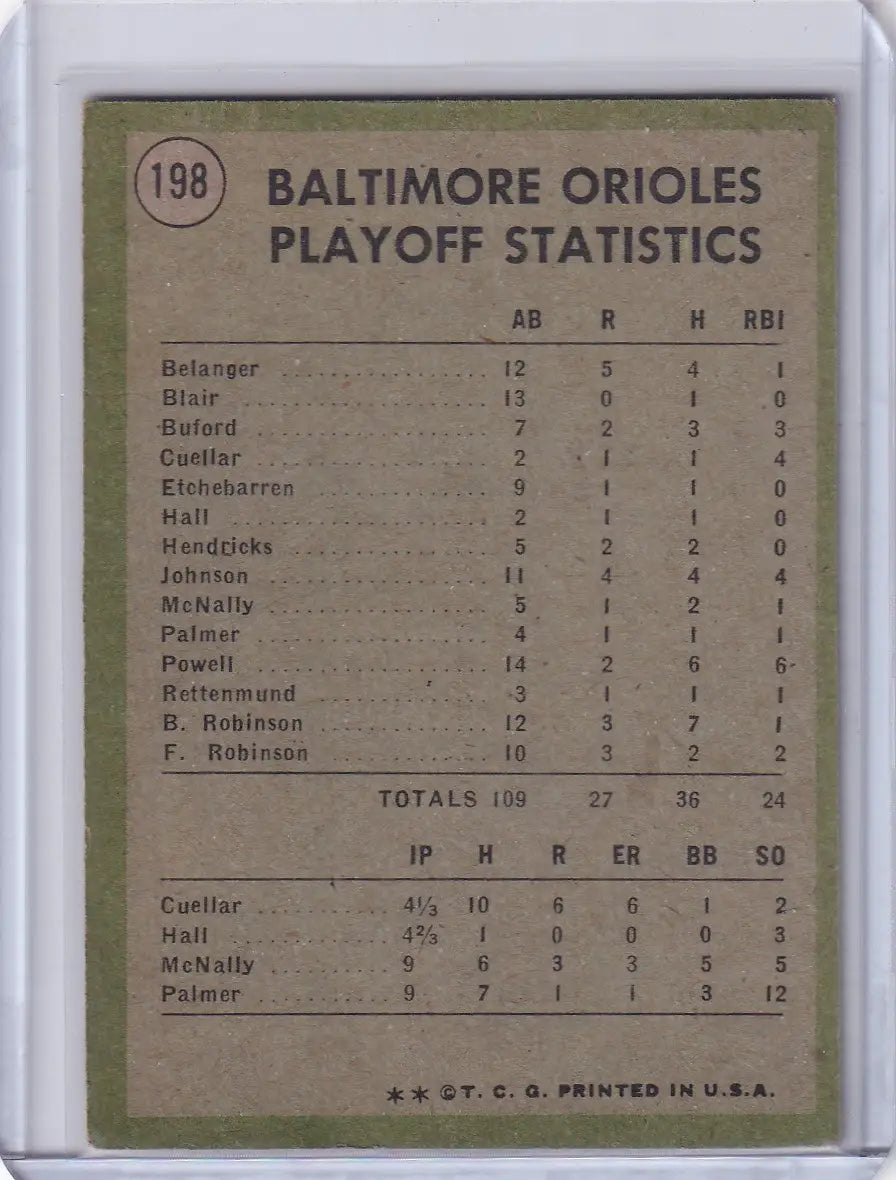 198
BALTIMORE ORIOLES
PLAYOFF STATISTICS
AB R H RBI
Belanger ................ 12 5 4 1
Blair .................. 13 0 1 0
Buford ................. 7 2 3 3
Cuellar ................. 2 1 1 4
Etchebarren ............. 9 1 1 0
Hall ................... 2 1 1 0
Hendricks ............... 5 2 2 0
Johnson ................ 11 4 4 4
McNally ................ 5 1 2 1
Palmer ................. 4 1 1 1
Powell ................. 14 2 6 6
Rettenmund ............. 3 1 1 1
B. Robinson ............. 12 3 7 1
F. Robinson ............ 10 3 2 2
TOTALS 109 27 36 24
IP H R ER BB SO
Cuellar .......... 4⅓ 10 6 6 1 2
Hall ............ 4⅔ 1 0 0 0 3
McNally ......... 9 6 3 3 5 5
Palmer .......... 9 7 1 1 3 12
** ©T. C. G. PRINTED IN U.S.A.